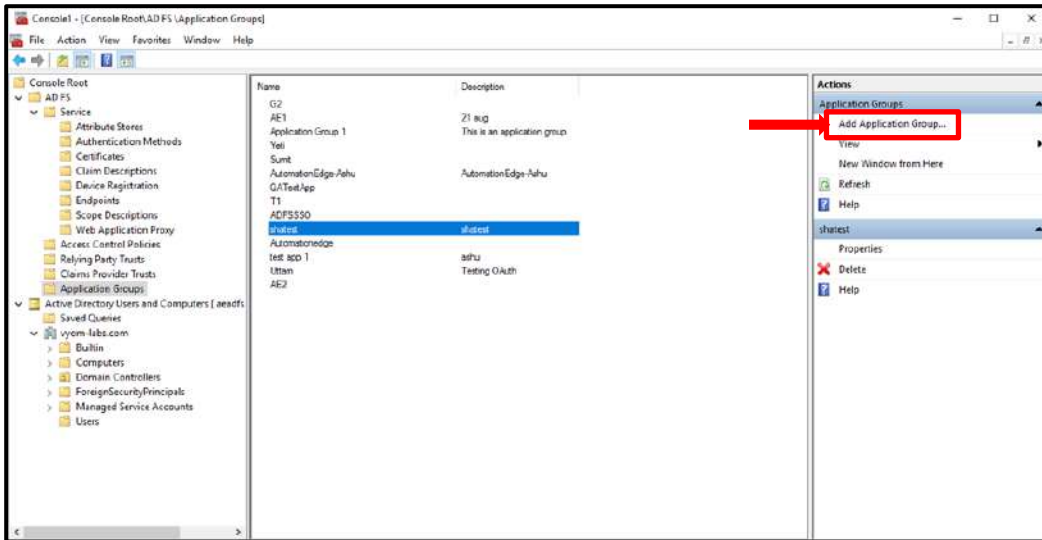 Console1 - [Console Root\AD FS\Application Groups]
File Action View Favorites Window Help
Console Root
AD FS
Service
Attribute Stores
Authentication Methods
Certificates
Claim Descriptions
Device Registration
Endpoints
Scope Descriptions
Web Application Proxy
Access Control Policies
Relying Party Trusts
Claims Provider Trusts
Application Groups
Active Directory Users and Computers [ aeadfs
Saved Queries
vyom-labs.com
Builtin
Computers
Domain Controllers
ForeignSecurityPrincipals
Managed Service Accounts
Users
Name Description
G2
AE1 21 aug
Application Group 1 This is an application group
Yeli
Sumit
AutomationEdge-Ashu AutomationEdge-Ashu
QATestApp
T1
ADFSSSO
shatest shatest
Automationedge
test app 1 ashu
Uttam Testing OAuth
AE2
Actions
Application Groups
Add Application Group...
View
New Window from Here
Refresh
Help
shatest
Properties
Delete
Help